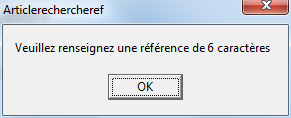 Articlerechercheref
Veuillez renseignez une référence de 6 caractères
OK